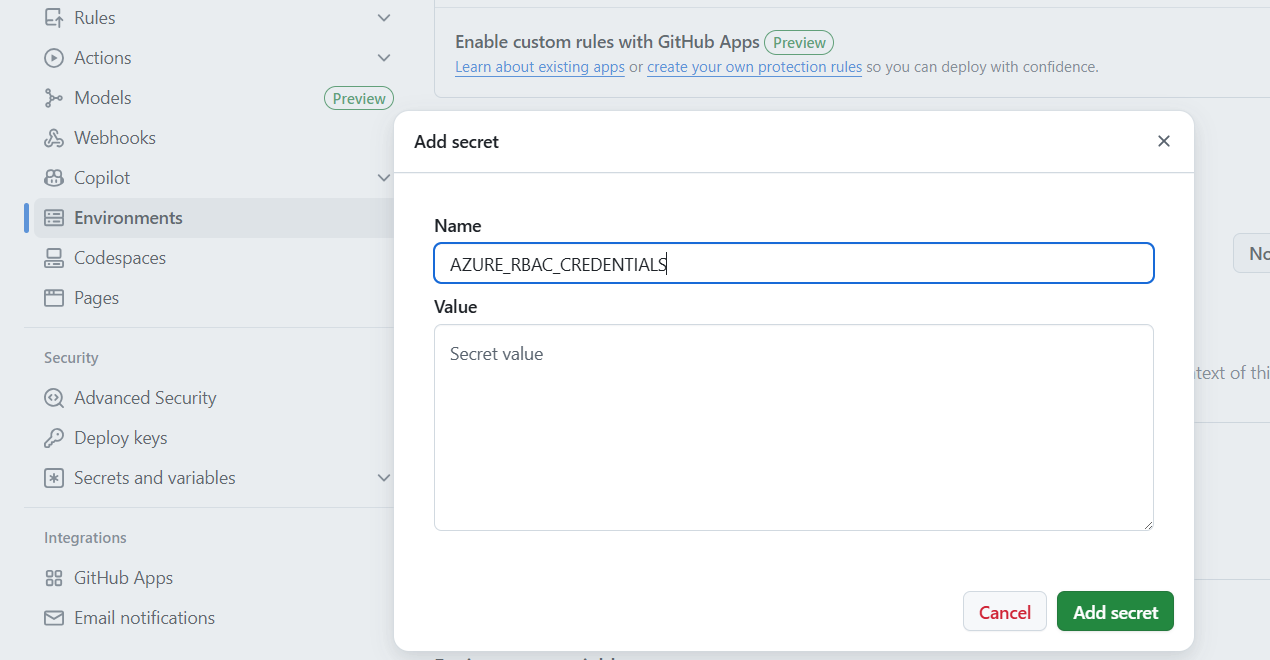 Rules
Actions
Models Preview
Webhooks
Copilot
Environments
Codespaces
Pages
Security
Advanced Security
Deploy keys
Secrets and variables
Integrations
GitHub Apps
Email notifications
Enable custom rules with GitHub Apps Preview
Learn about existing apps or create your own protection rules so you can deploy with confidence.
Add secret
Name
AZURE_RBAC_CREDENTIALS
Value
Secret value
Cancel Add secret
No
text of thi